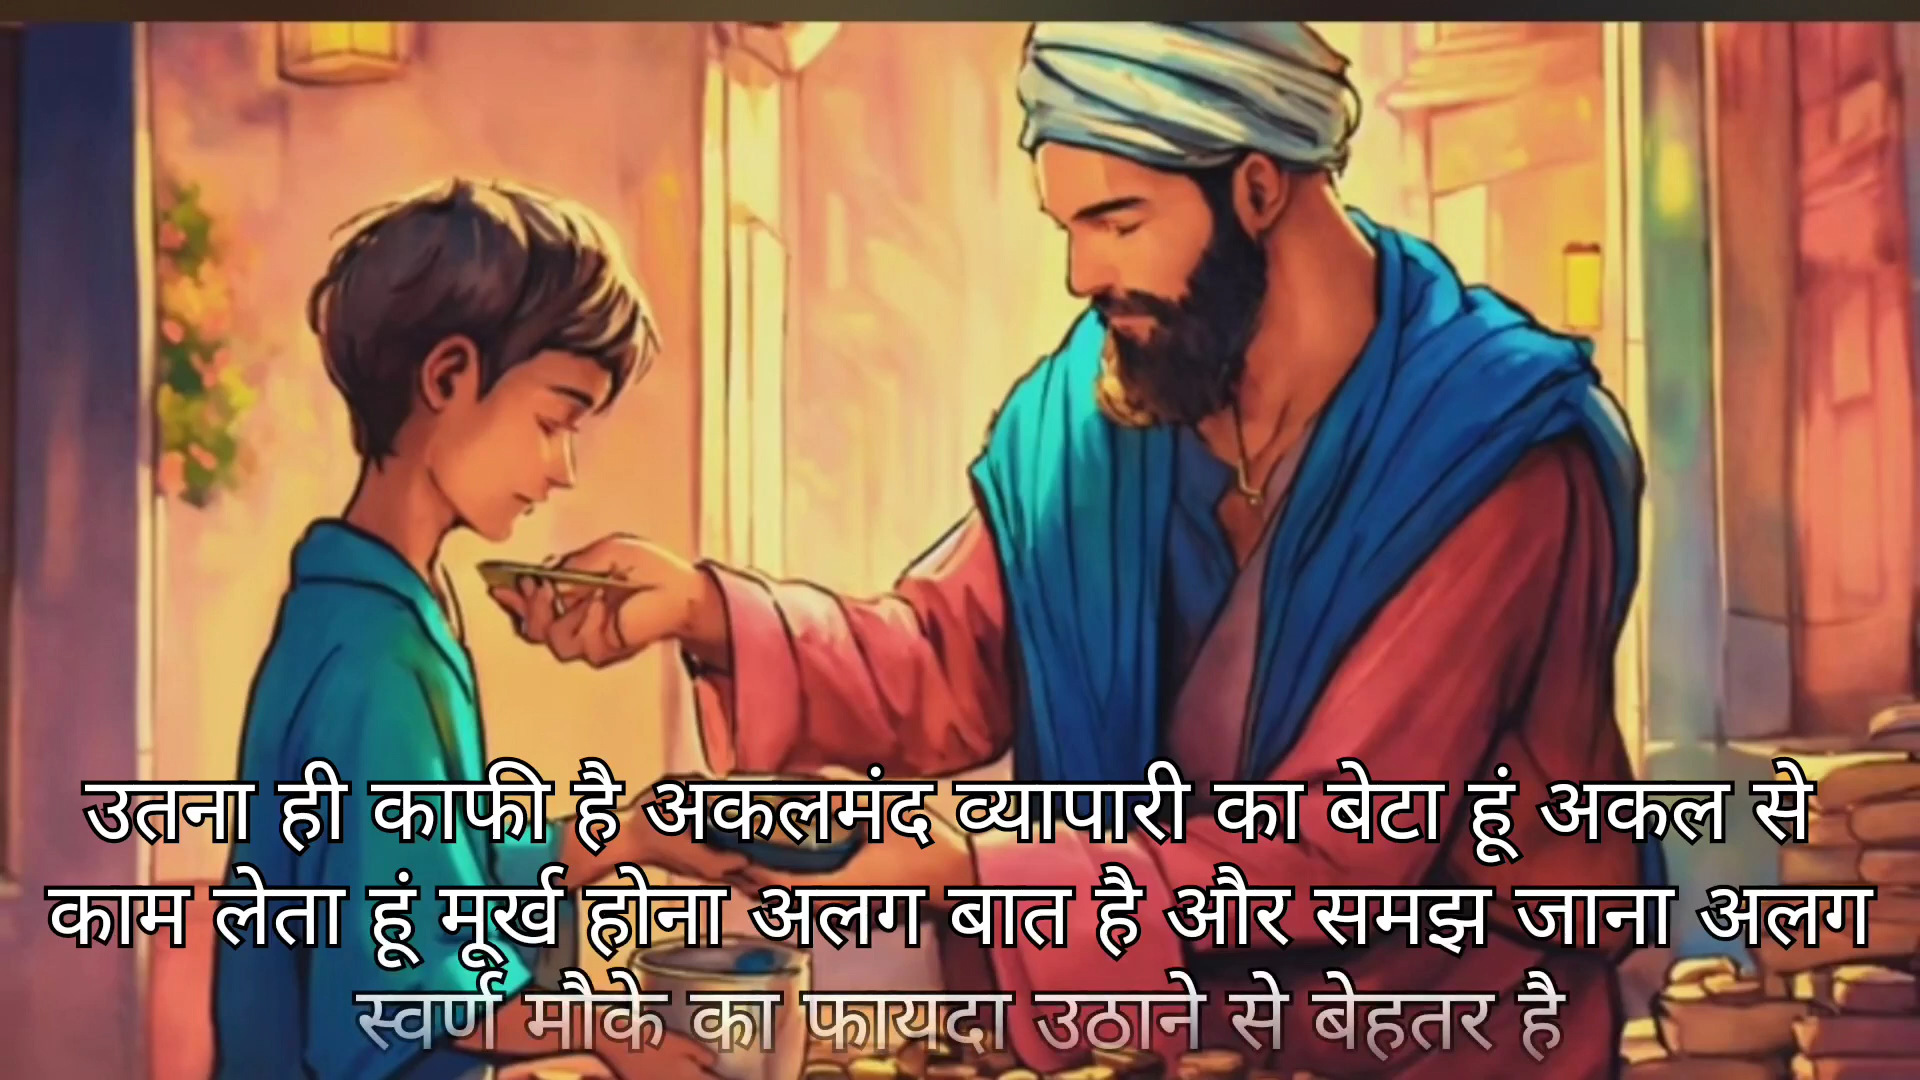 उतना ही काफी है अकलमंद व्यापारी का बेटा हूं अकल से
काम लेता हूं मूर्ख होना अलग बात है और समझ जाना अलग
स्वर्ण मौके का फायदा उठाने से बेहतर है